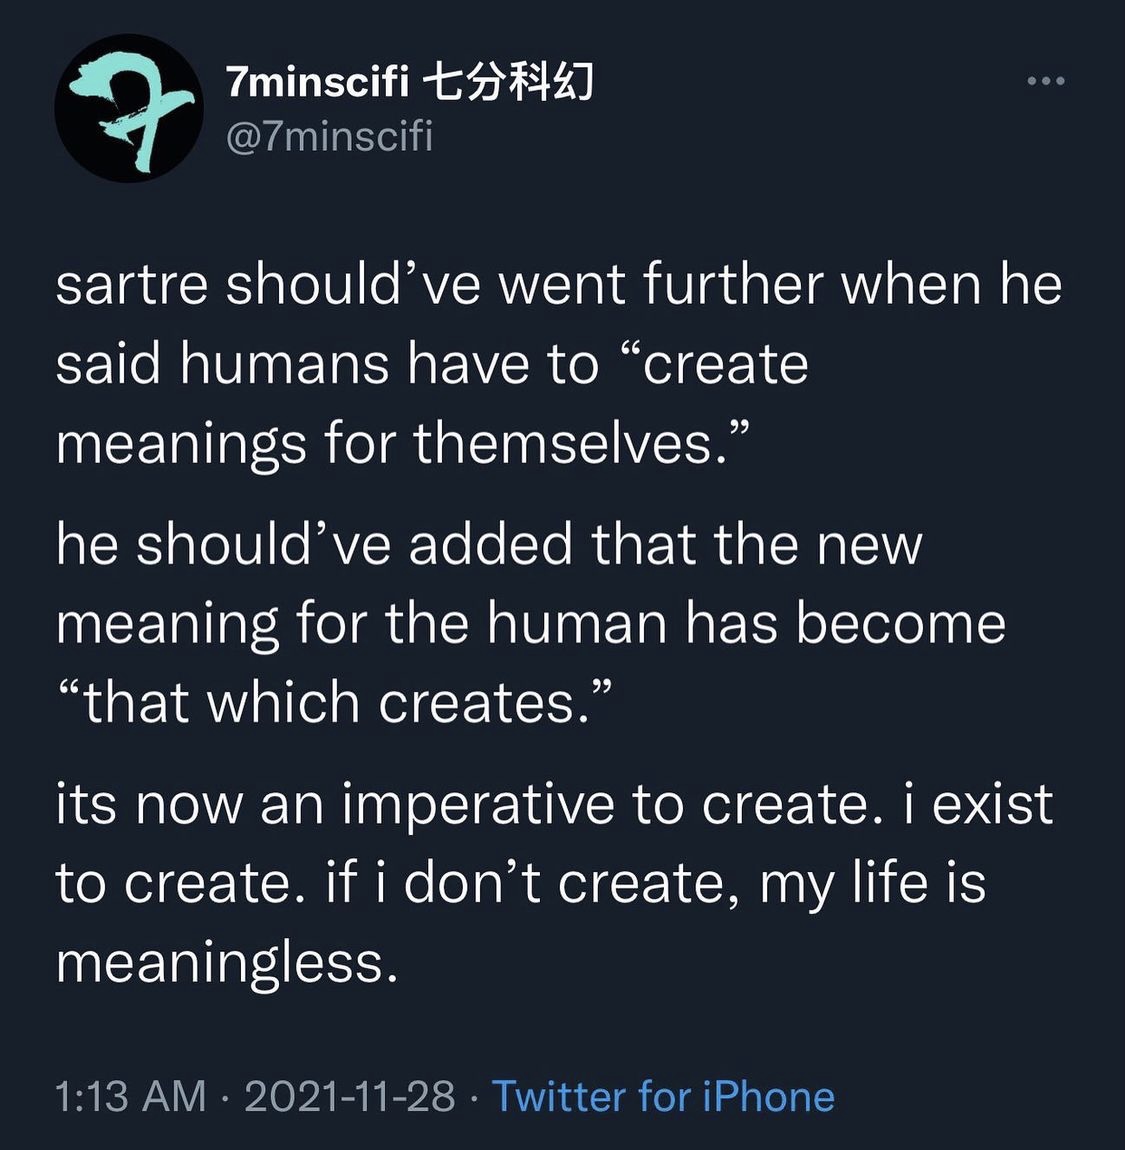 7minscifi 七分科幻
@7minscifi
sartre should’ve went further when he
said humans have to “create
meanings for themselves.”
he should’ve added that the new
meaning for the human has become
“that which creates.”
its now an imperative to create. i exist
to create. if i don’t create, my life is
meaningless.
1:13 AM · 2021-11-28 · Twitter for iPhone